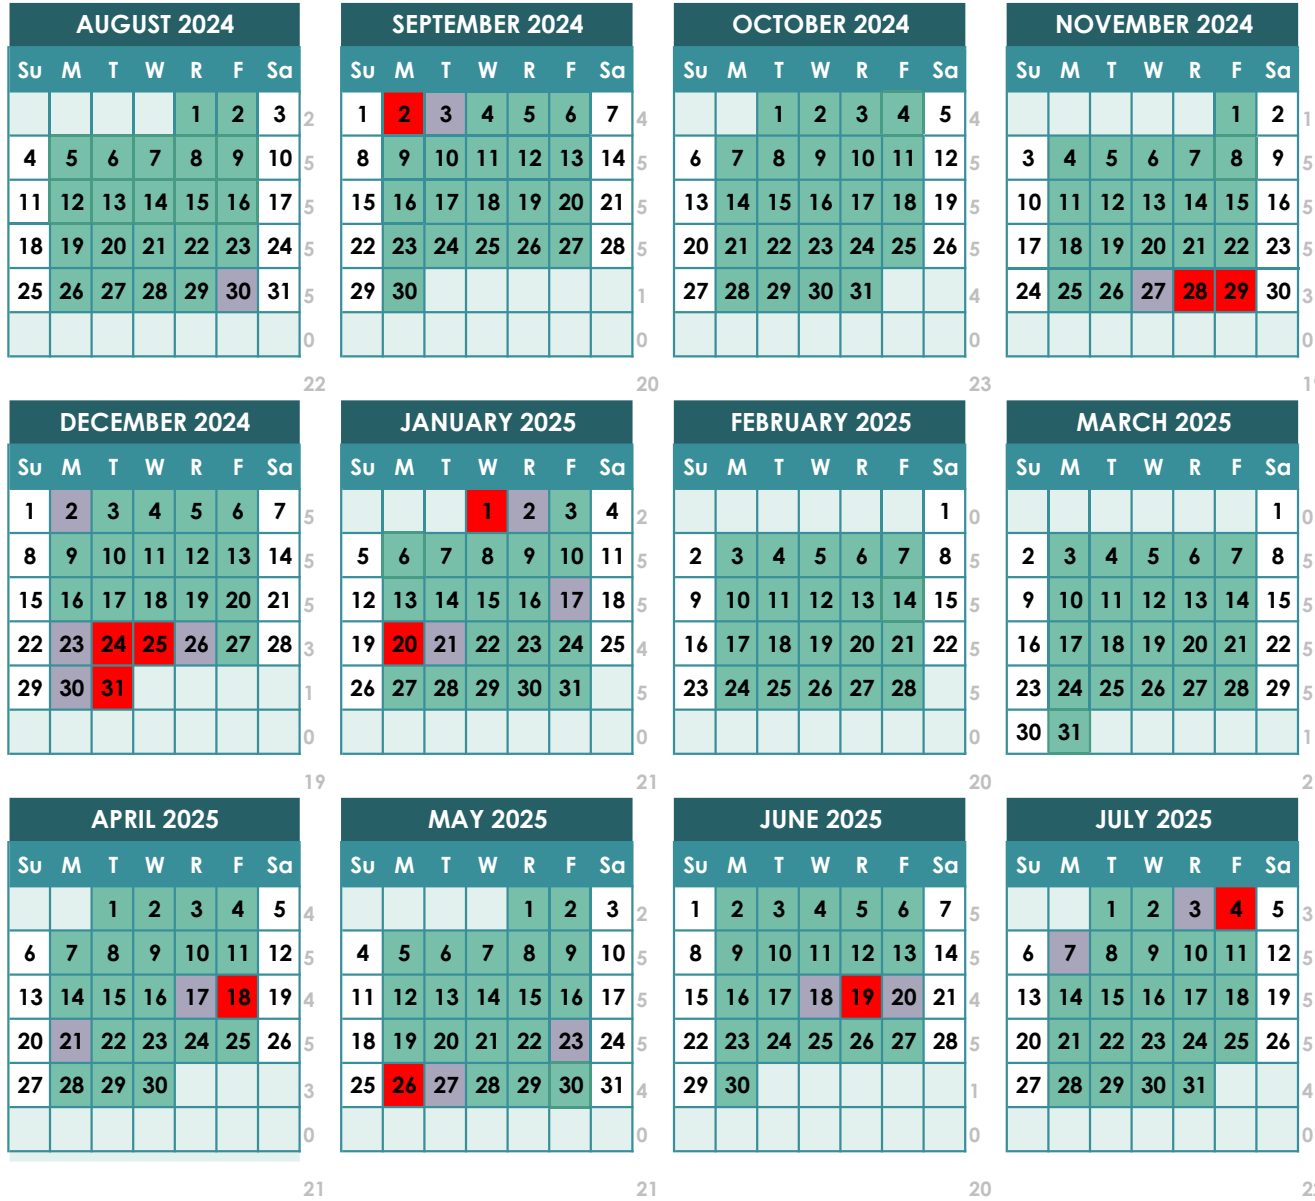 AUGUST 2024
Su M T W R F Sa
1 2 3 2
4 5 6 7 8 9 10 5
11 12 13 14 15 16 17 5
18 19 20 21 22 23 24 5
25 26 27 28 29 30 31 5
0
22
SEPTEMBER 2024
Su M T W R F Sa
1 2 3 4 5 6 7 4
8 9 10 11 12 13 14 5
15 16 17 18 19 20 21 5
22 23 24 25 26 27 28 5
29 30 1
0
20
OCTOBER 2024
Su M T W R F Sa
1 2 3 4 5 4
6 7 8 9 10 11 12 5
13 14 15 16 17 18 19 5
20 21 22 23 24 25 26 5
27 28 29 30 31 4
0
23
NOVEMBER 2024
Su M T W R F Sa
1 2 1
3 4 5 6 7 8 9 5
10 11 12 13 14 15 16 5
17 18 19 20 21 22 23 5
24 25 26 27 28 29 30 3
0
DECEMBER 2024
Su M T W R F Sa
1 2 3 4 5 6 7 5
8 9 10 11 12 13 14 5
15 16 17 18 19 20 21 5
22 23 24 25 26 27 28 3
29 30 31 1
0
19
JANUARY 2025
Su M T W R F Sa
1 2 3 4 2
5 6 7 8 9 10 11 5
12 13 14 15 16 17 18 5
19 20 21 22 23 24 25 4
26 27 28 29 30 31 5
0
21
FEBRUARY 2025
Su M T W R F Sa
1 0
2 3 4 5 6 7 8 5
9 10 11 12 13 14 15 5
16 17 18 19 20 21 22 5
23 24 25 26 27 28 5
0
20
MARCH 2025
Su M T W R F Sa
1 0
2 3 4 5 6 7 8 5
9 10 11 12 13 14 15 5
16 17 18 19 20 21 22 5
23 24 25 26 27 28 29 5
30 31 1
APRIL 2025
Su M T W R F Sa
1 2 3 4 5 4
6 7 8 9 10 11 12 5
13 14 15 16 17 18 19 4
20 21 22 23 24 25 26 5
27 28 29 30 3
0
21
MAY 2025
Su M T W R F Sa
1 2 3 2
4 5 6 7 8 9 10 5
11 12 13 14 15 16 17 5
18 19 20 21 22 23 24 5
25 26 27 28 29 30 31 4
0
21
JUNE 2025
Su M T W R F Sa
1 2 3 4 5 6 7 5
8 9 10 11 12 13 14 5
15 16 17 18 19 20 21 4
22 23 24 25 26 27 28 5
29 30 1
0
20
JULY 2025
Su M T W R F Sa
1 2 3 4 5 3
6 7 8 9 10 11 12 5
13 14 15 16 17 18 19 5
20 21 22 23 24 25 26 5
27 28 29 30 31 4
0